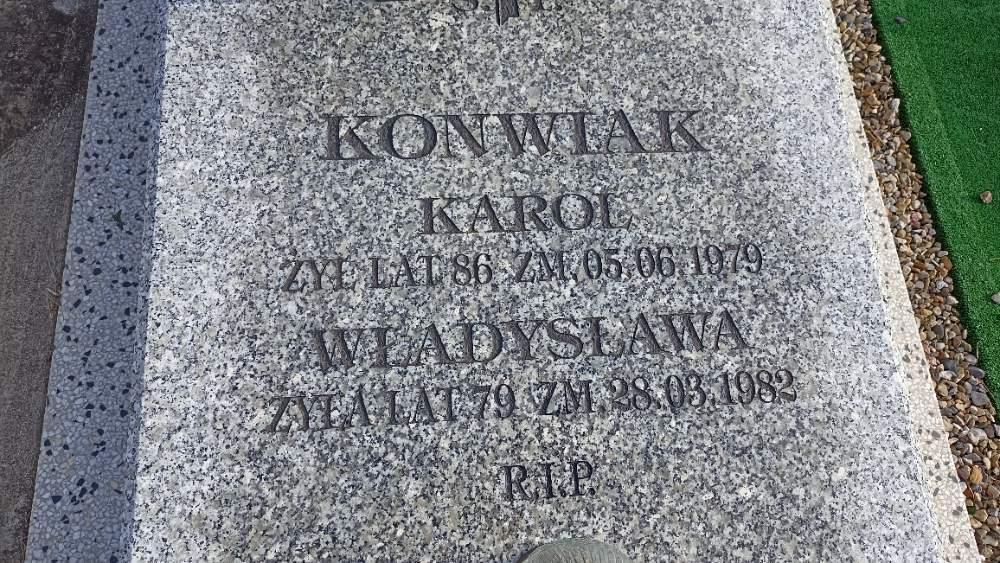 KONWIAK
KAROL
ŻYŁ LAT 86 ZM. 05.06 1979
WŁADYSŁAWA
ŻYŁA LAT 79 ZM. 28.03.1982
R.I.P.